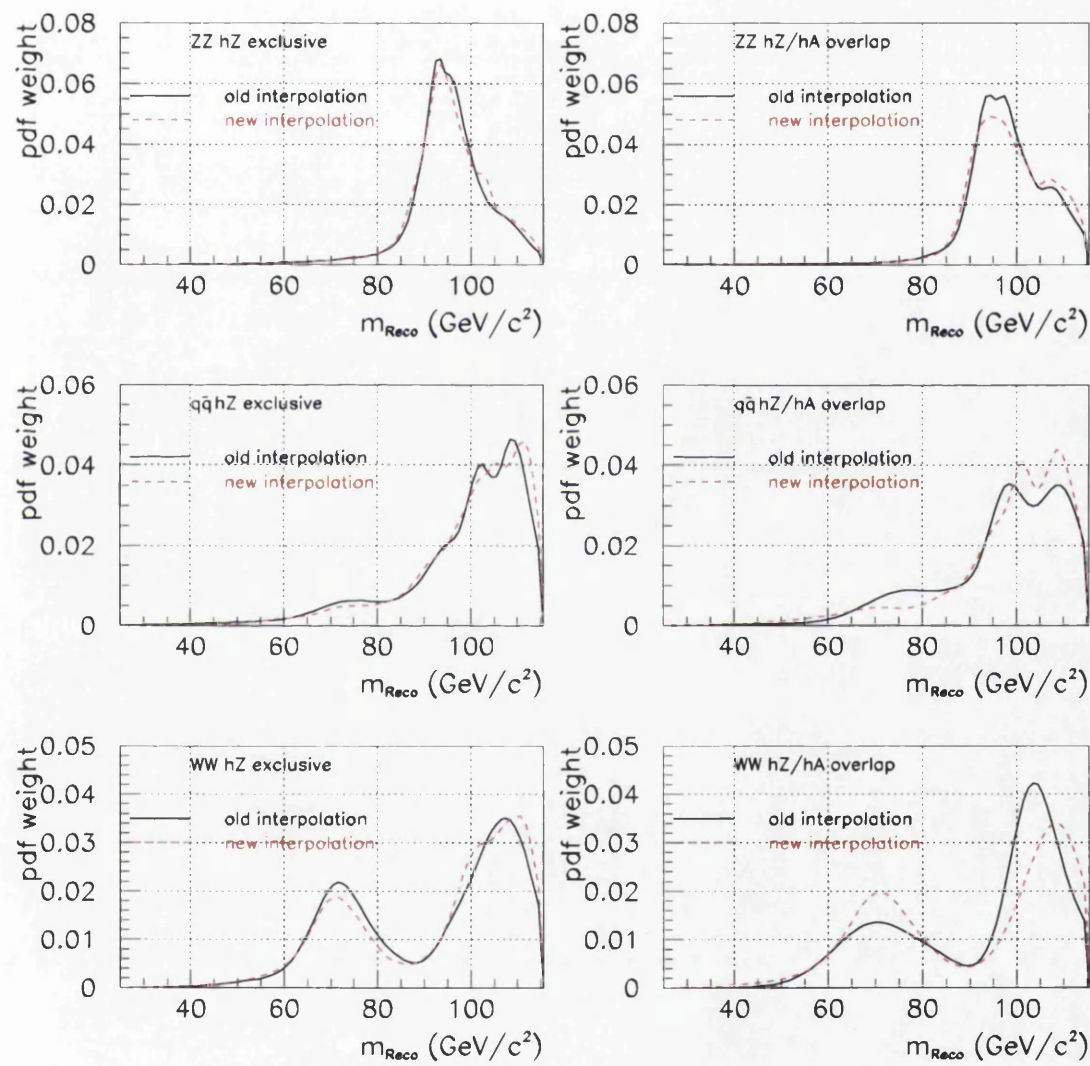 pdf weight
0.08
0.06
0.04
0.02
0
ZZ hZ exclusive
old interpolation
new interpolation
40 60 80 100
m_Reco (GeV/c²)
pdf weight
0.08
0.06
0.04
0.02
0
ZZ hZ/hA overlap
old interpolation
new interpolation
40 60 80 100
m_Reco (GeV/c²)
pdf weight
0.06
0.04
0.02
0
qq̄ hZ exclusive
old interpolation
new interpolation
40 60 80 100
m_Reco (GeV/c²)
pdf weight
0.06
0.04
0.02
0
qq̄ hZ/hA overlap
old interpolation
new interpolation
40 60 80 100
m_Reco (GeV/c²)
pdf weight
0.05
0.04
0.03
0.02
0.01
0
WW hZ exclusive
old interpolation
new interpolation
40 60 80 100
m_Reco (GeV/c²)
pdf weight
0.05
0.04
0.03
0.02
0.01
0
WW hZ/hA overlap
old interpolation
new interpolation
40 60 80 100
m_Reco (GeV/c²)